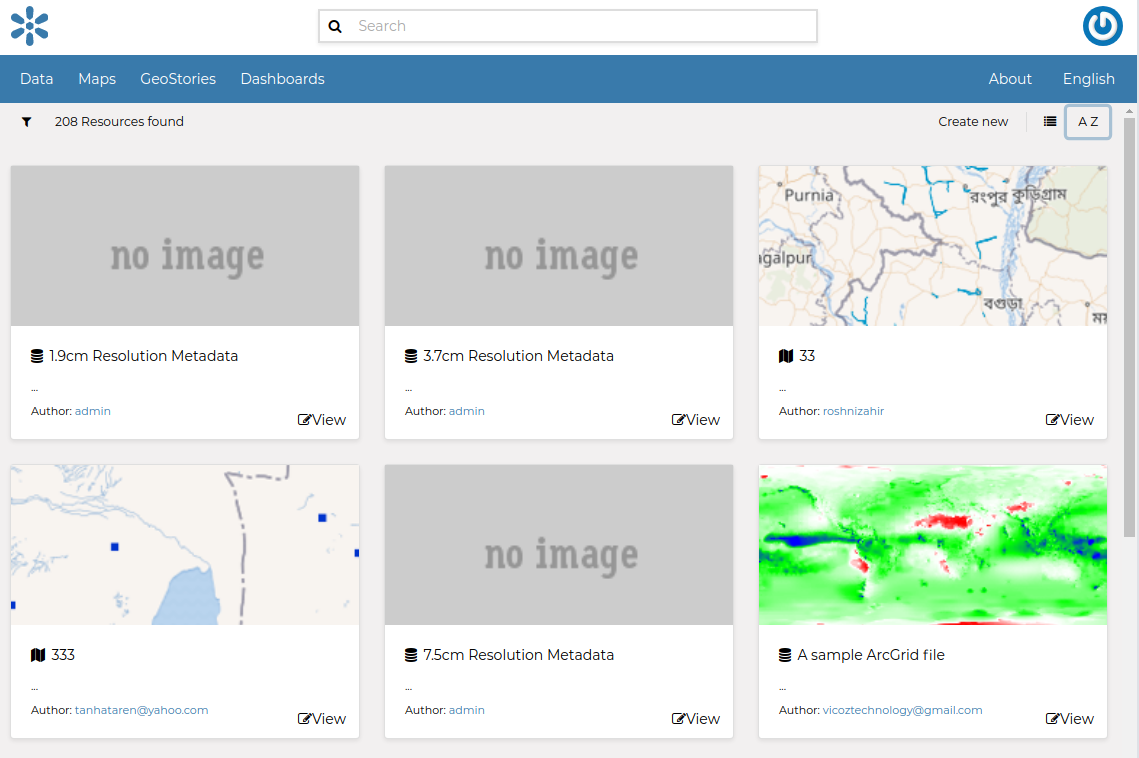 Search
Data Maps GeoStories Dashboards About English
208 Resources found Create new A Z
no image
no image
Purnia
রংপুর কুড়িগ্রাম
agalpur
বগুড়া
1.9cm Resolution Metadata
...
Author: admin
View
3.7cm Resolution Metadata
...
Author: admin
View
33
...
Author: roshnizahir
View
no image
333
...
Author: tanhataren@yahoo.com
View
7.5cm Resolution Metadata
...
Author: admin
View
A sample ArcGrid file
...
Author: vicoztechnology@gmail.com
View